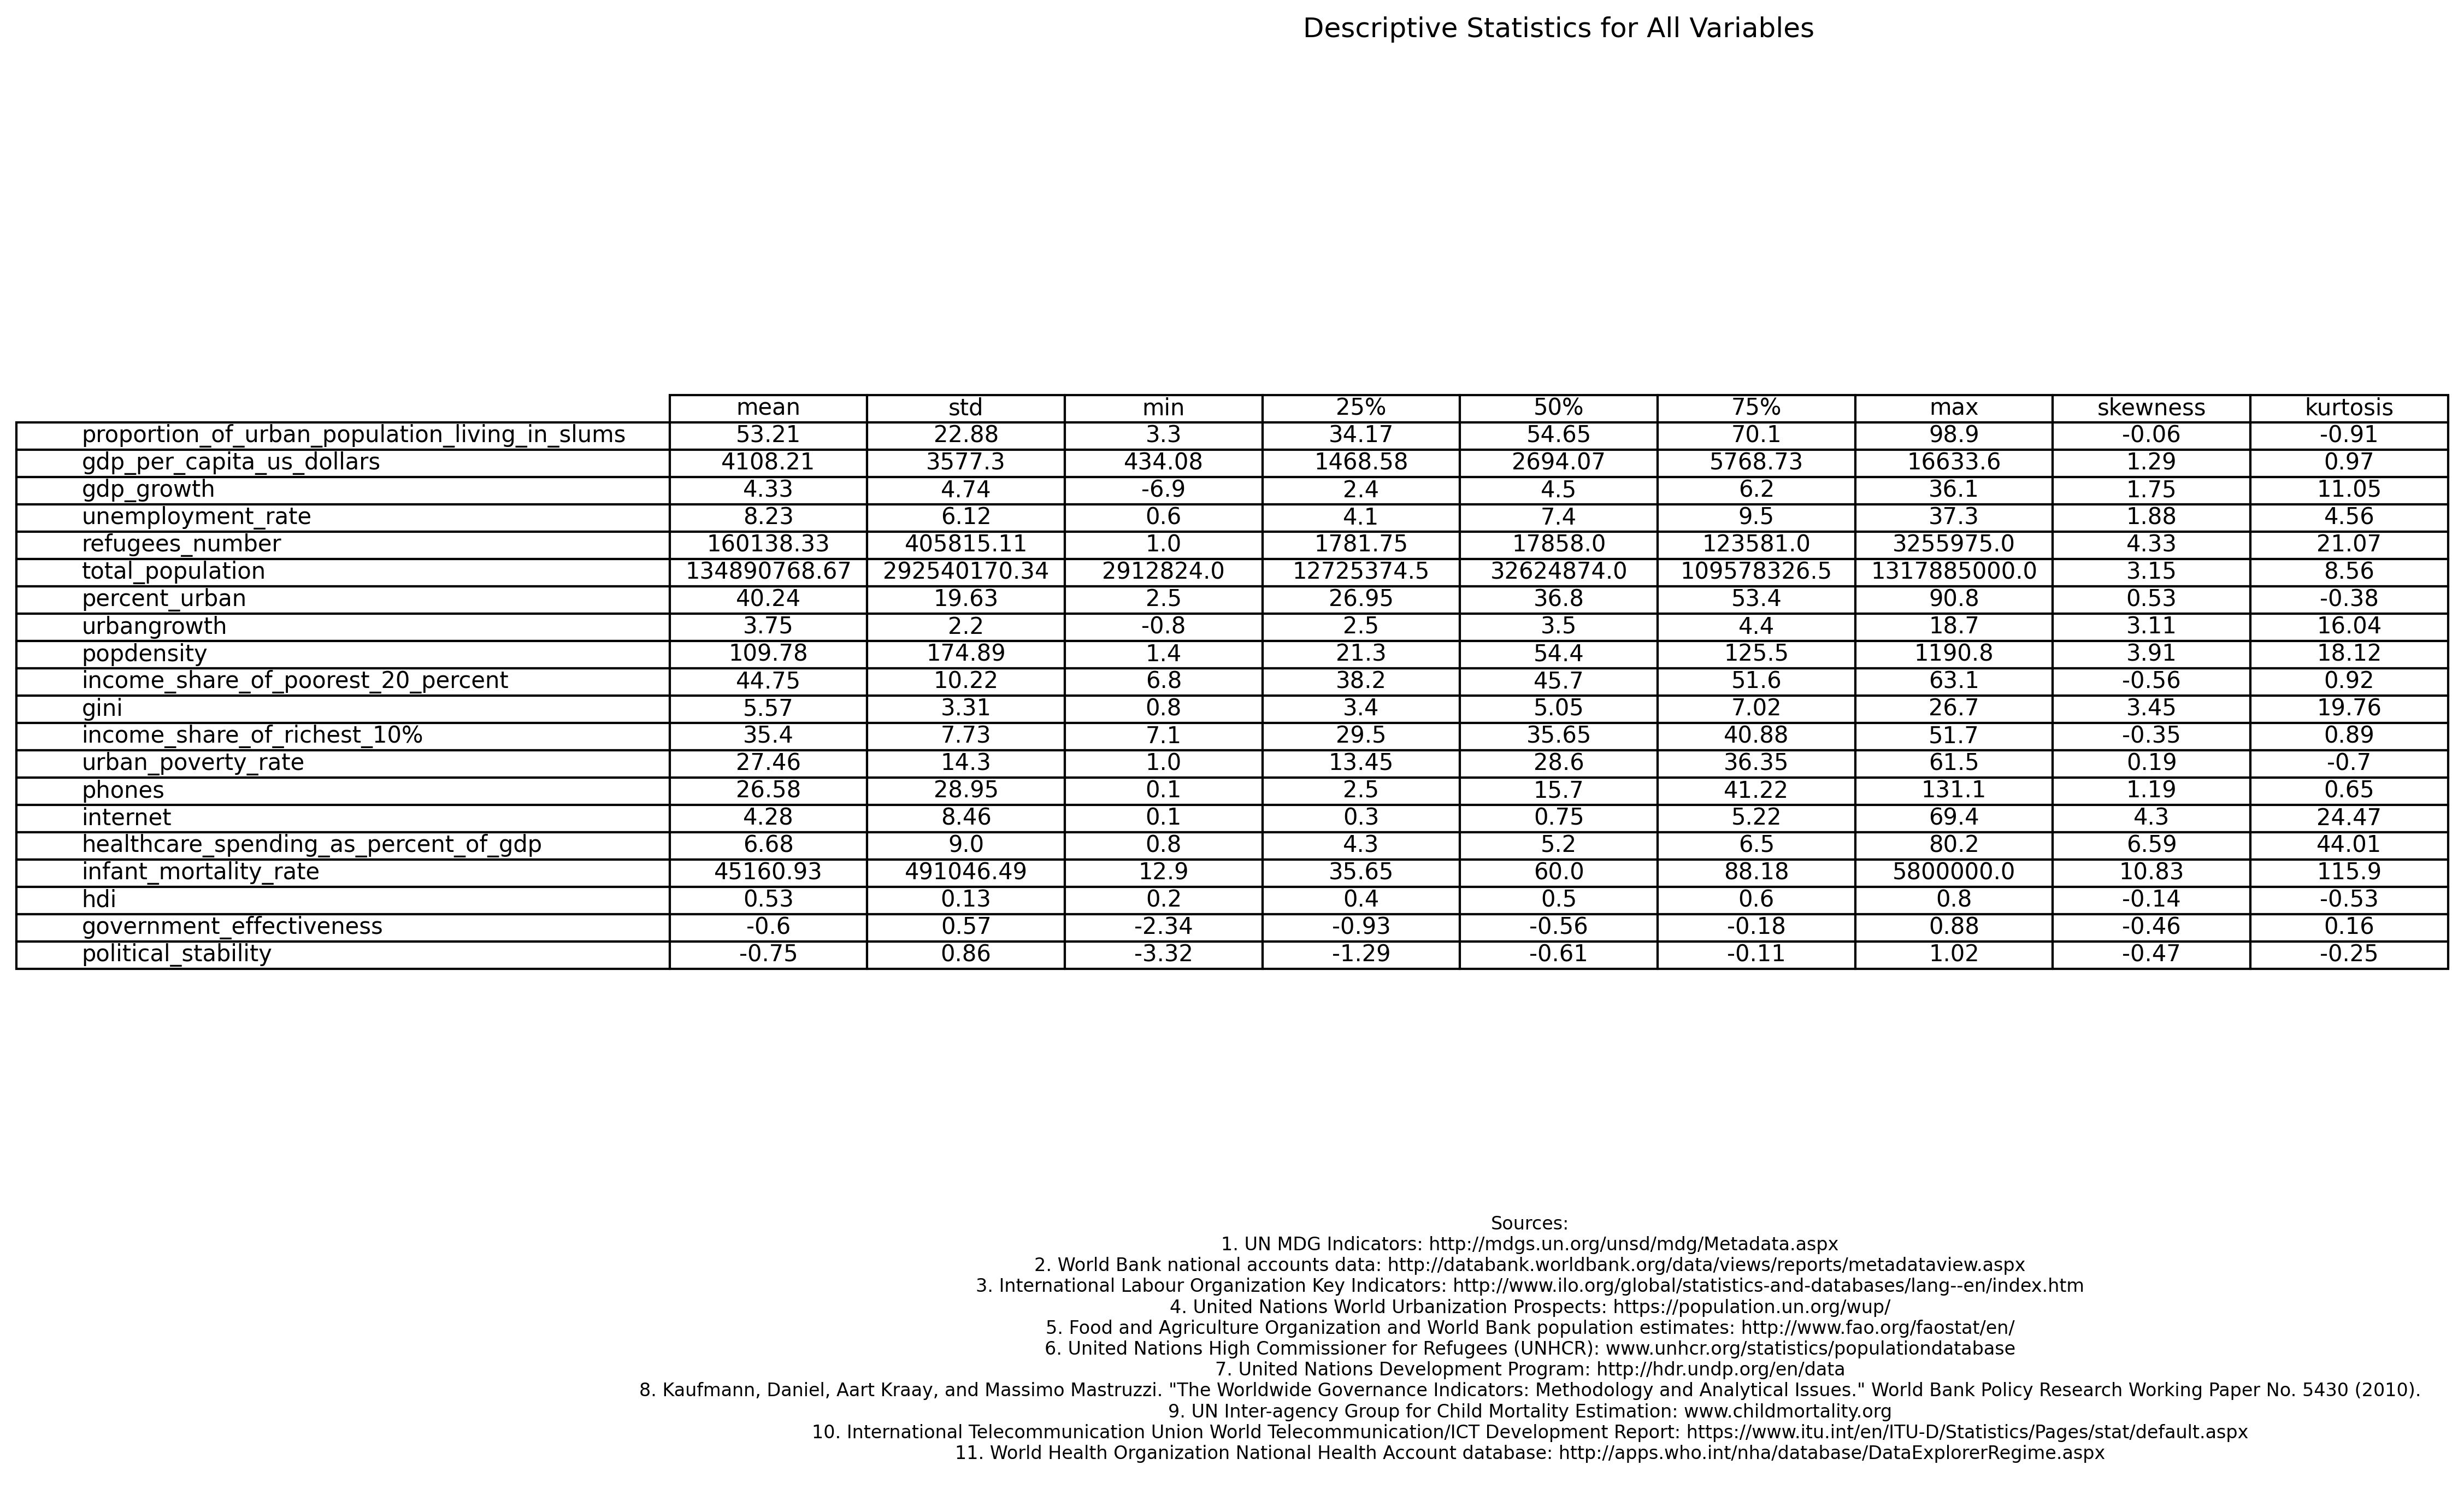 Descriptive Statistics for All Variables
mean std min 25% 50% 75% max skewness kurtosis
proportion_of_urban_population_living_in_slums 53.21 22.88 3.3 34.17 54.65 70.1 98.9 -0.06 -0.91
gdp_per_capita_us_dollars 4108.21 3577.3 434.08 1468.58 2694.07 5768.73 16633.6 1.29 0.97
gdp_growth 4.33 4.74 -6.9 2.4 4.5 6.2 36.1 1.75 11.05
unemployment_rate 8.23 6.12 0.6 4.1 7.4 9.5 37.3 1.88 4.56
refugees_number 160138.33 405815.11 1.0 1781.75 17858.0 123581.0 3255975.0 4.33 21.07
total_population 134890768.67 292540170.34 2912824.0 12725374.5 32624874.0 109578326.5 1317885000.0 3.15 8.56
percent_urban 40.24 19.63 2.5 26.95 36.8 53.4 90.8 0.53 -0.38
urbangrowth 3.75 2.2 -0.8 2.5 3.5 4.4 18.7 3.11 16.04
popdensity 109.78 174.89 1.4 21.3 54.4 125.5 1190.8 3.91 18.12
income_share_of_poorest_20_percent 44.75 10.22 6.8 38.2 45.7 51.6 63.1 -0.56 0.92
gini 5.57 3.31 0.8 3.4 5.05 7.02 26.7 3.45 19.76
income_share_of_richest_10% 35.4 7.73 7.1 29.5 35.65 40.88 51.7 -0.35 0.89
urban_poverty_rate 27.46 14.3 1.0 13.45 28.6 36.35 61.5 0.19 -0.7
phones 26.58 28.95 0.1 2.5 15.7 41.22 131.1 1.19 0.65
internet 4.28 8.46 0.1 0.3 0.75 5.22 69.4 4.3 24.47
healthcare_spending_as_percent_of_gdp 6.68 9.0 0.8 4.3 5.2 6.5 80.2 6.59 44.01
infant_mortality_rate 45160.93 491046.49 12.9 35.65 60.0 88.18 5800000.0 10.83 115.9
hdi 0.53 0.13 0.2 0.4 0.5 0.6 0.8 -0.14 -0.53
government_effectiveness -0.6 0.57 -2.34 -0.93 -0.56 -0.18 0.88 -0.46 0.16
political_stability -0.75 0.86 -3.32 -1.29 -0.61 -0.11 1.02 -0.47 -0.25
Sources:
1. UN MDG Indicators: http://mdgs.un.org/unsd/mdg/Metadata.aspx
2. World Bank national accounts data: http://databank.worldbank.org/data/views/reports/metadataview.aspx
3. International Labour Organization Key Indicators: http://www.ilo.org/global/statistics-and-databases/lang--en/index.htm
4. United Nations World Urbanization Prospects: https://population.un.org/wup/
5. Food and Agriculture Organization and World Bank population estimates: http://www.fao.org/faostat/en/
6. United Nations High Commissioner for Refugees (UNHCR): www.unhcr.org/statistics/populationdatabase
7. United Nations Development Program: http://hdr.undp.org/en/data
8. Kaufmann, Daniel, Aart Kraay, and Massimo Mastruzzi. "The Worldwide Governance Indicators: Methodology and Analytical Issues." World Bank Policy Research Working Paper No. 5430 (2010).
9. UN Inter-agency Group for Child Mortality Estimation: www.childmortality.org
10. International Telecommunication Union World Telecommunication/ICT Development Report: https://www.itu.int/en/ITU-D/Statistics/Pages/stat/default.aspx
11. World Health Organization National Health Account database: http://apps.who.int/nha/database/DataExplorerRegime.aspx